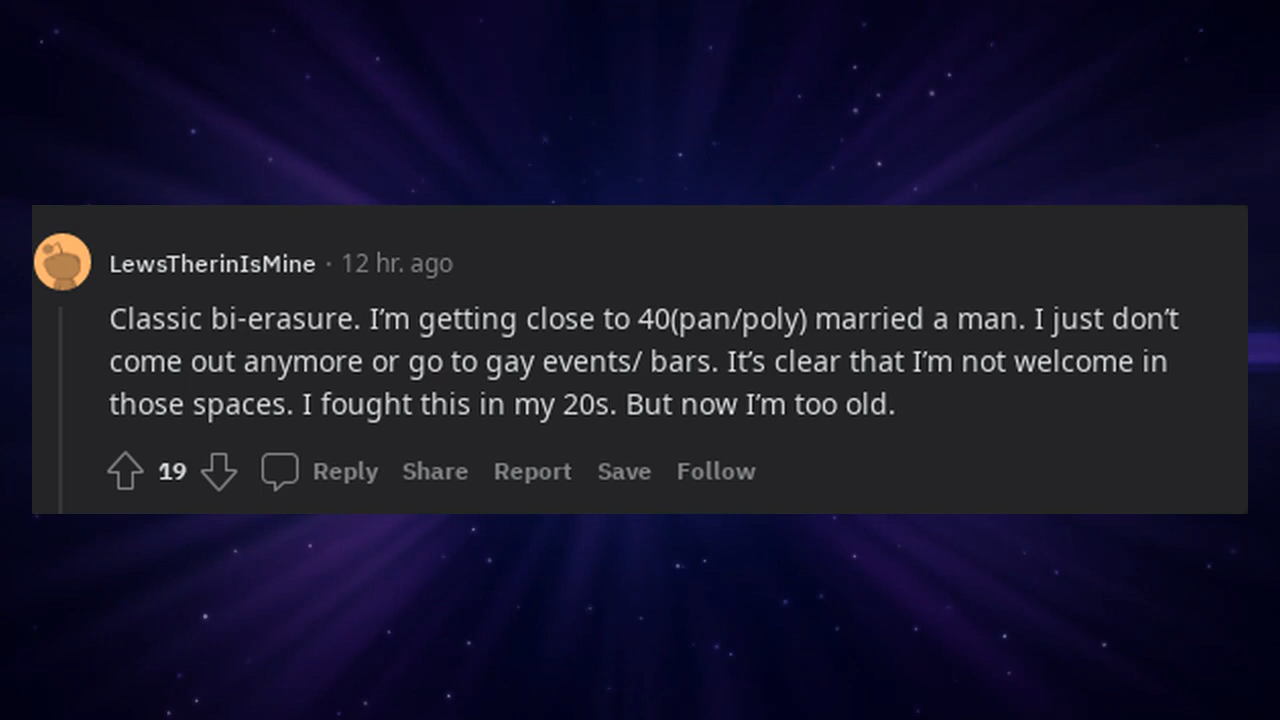 LewsTherinIsMine · 12 hr. ago
Classic bi-erasure. I’m getting close to 40(pan/poly) married a man. I just don’t
come out anymore or go to gay events/ bars. It’s clear that I’m not welcome in
those spaces. I fought this in my 20s. But now I’m too old.
19 Reply Share Report Save Follow